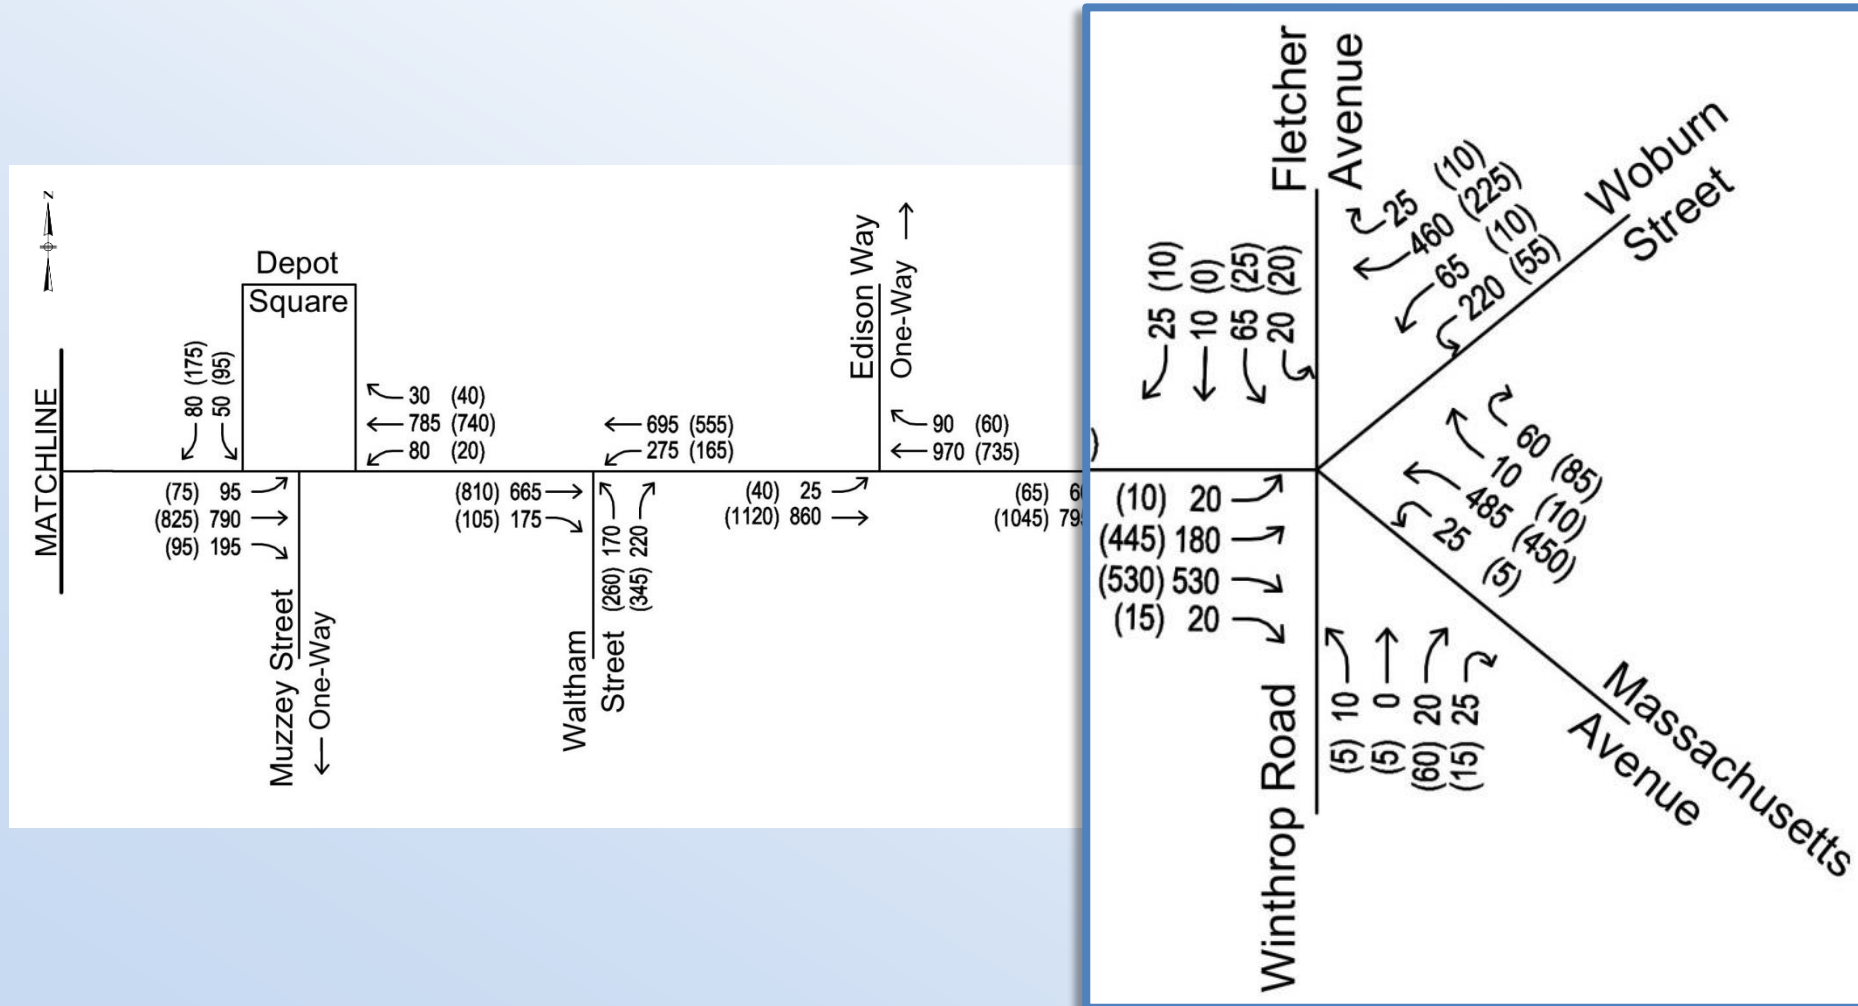 N
Depot
Square
MATCHLINE
80 (175)
50 (95)
30 (40)
785 (740)
80 (20)
(75) 95
(825) 790
(95) 195
Muzzey Street
One-Way
695 (555)
275 (165)
(810) 665
(105) 175
(260) 170
(345) 220
Waltham
Street
Edison Way
One-Way
90 (60)
970 (735)
(40) 25
(1120) 860
(65)
(1045)
Fletcher
Avenue
25 (10)
10 (0)
65 (25)
20 (20)
25 (10)
460 (225)
65 (10)
220 (55)
Woburn
Street
60 (85)
10 (10)
485 (450)
25 (5)
Massachusetts
Avenue
(10) 20
(445) 180
(530) 530
(15) 20
(5) 10
(5) 0
(60) 20
(15) 25
Winthrop Road